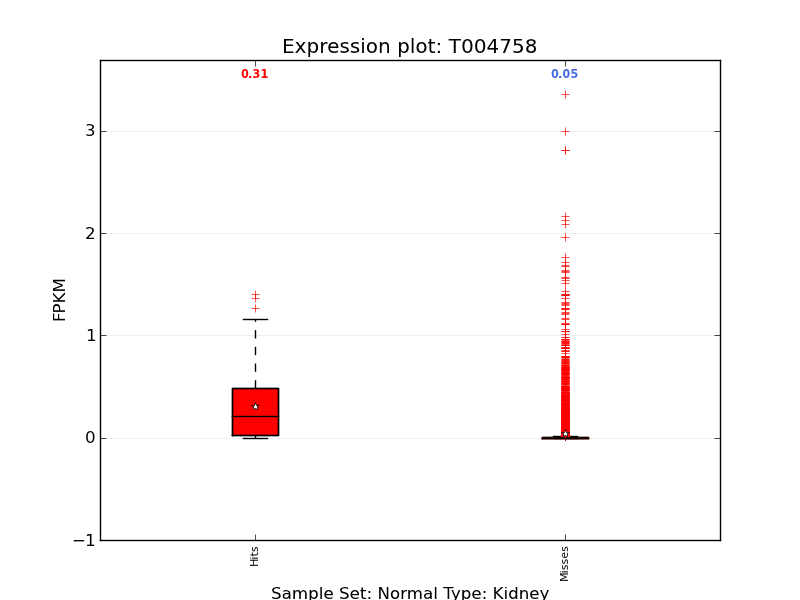 Expression plot: T004758
0.31
0.05
3
2
1
0
−1
FPKM
Hits
Misses
Sample Set: Normal Type: Kidney